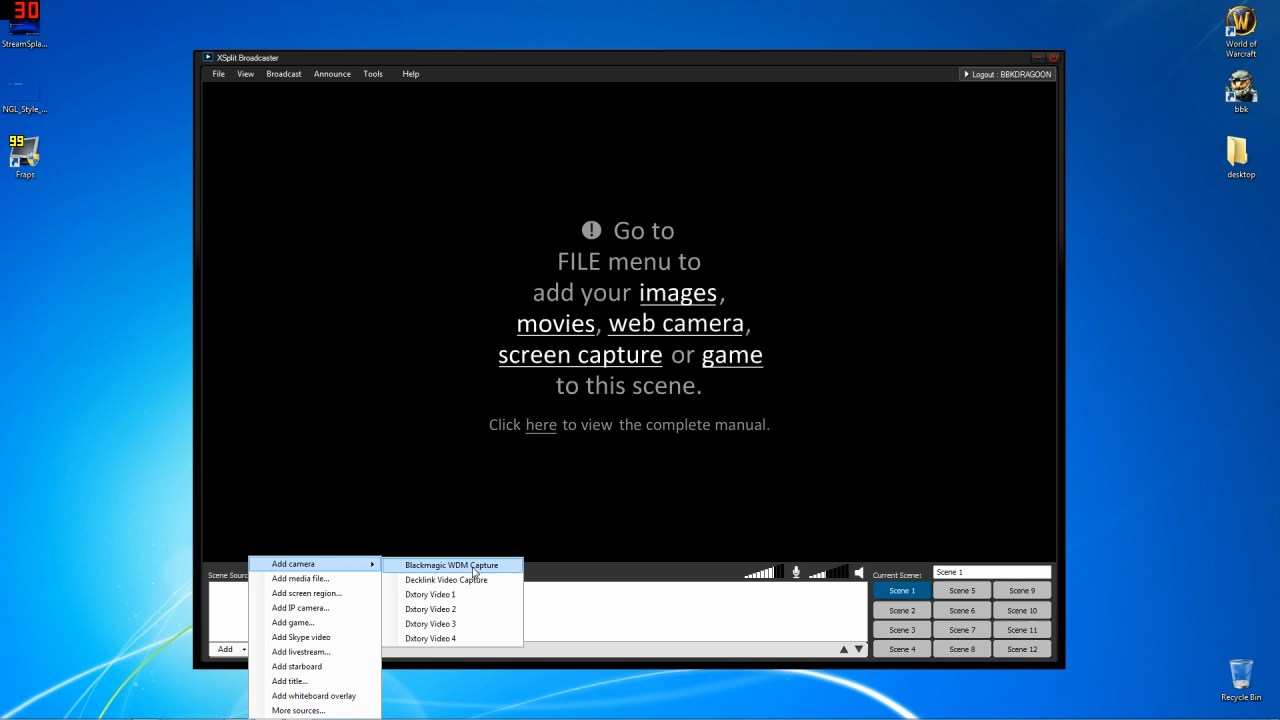 30
StreamSpla...
NGL_Style_...
99
Fraps
World of
Warcraft
bbk
desktop
Recycle Bin
XSplit Broadcaster
File View Broadcast Announce Tools Help
Logout : BBKDRAGOON
! Go to
FILE menu to
add your images,
movies, web camera,
screen capture or game
to this scene.
Click here to view the complete manual.
Scene Sourc
Add
Add camera
Add media file...
Add screen region...
Add IP camera...
Add game...
Add Skype video
Add livestream...
Add starboard
Add title...
Add whiteboard overlay
More sources...
Blackmagic WDM Capture
Decklink Video Capture
Dxtory Video 1
Dxtory Video 2
Dxtory Video 3
Dxtory Video 4
Current Scene: Scene 1
Scene 1 Scene 5 Scene 9
Scene 2 Scene 6 Scene 10
Scene 3 Scene 7 Scene 11
Scene 4 Scene 8 Scene 12